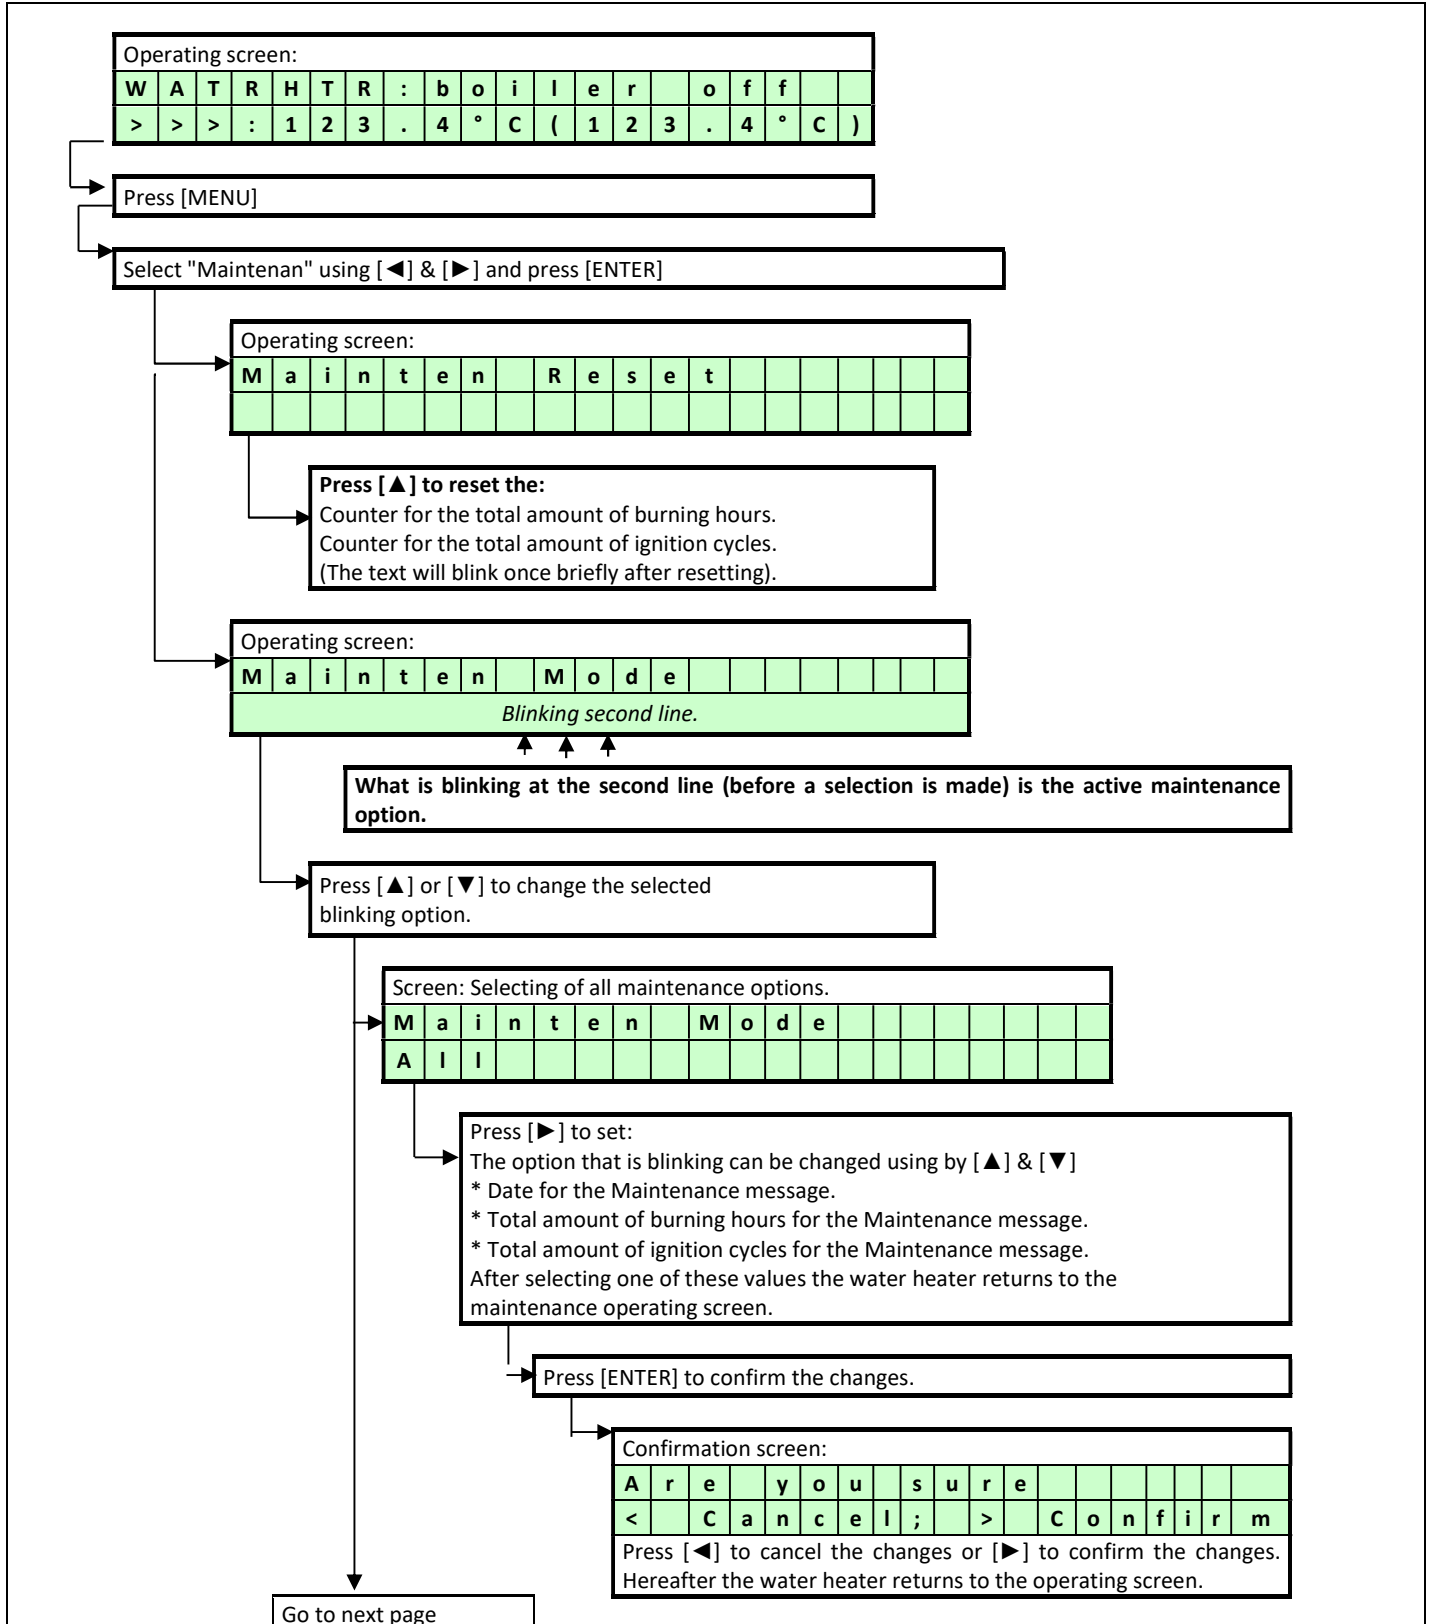 Operating screen:
WATRHTR:boiler off
>>>:123.4°C(123.4°C)
Press [MENU]
Select "Maintenan" using [◄] & [►] and press [ENTER]
Operating screen:
Mainten Reset
Press [▲] to reset the:
Counter for the total amount of burning hours.
Counter for the total amount of ignition cycles.
(The text will blink once briefly after resetting).
Operating screen:
Mainten Mode
Blinking second line.
What is blinking at the second line (before a selection is made) is the active maintenance
option.
Press [▲] or [▼] to change the selected
blinking option.
Screen: Selecting of all maintenance options.
Mainten Mode
All
Press [►] to set:
The option that is blinking can be changed using by [▲] & [▼]
* Date for the Maintenance message.
* Total amount of burning hours for the Maintenance message.
* Total amount of ignition cycles for the Maintenance message.
After selecting one of these values the water heater returns to the
maintenance operating screen.
Press [ENTER] to confirm the changes.
Confirmation screen:
Are you sure
< Cancel; > Confirm
Press [◄] to cancel the changes or [►] to confirm the changes.
Hereafter the water heater returns to the operating screen.
Go to next page